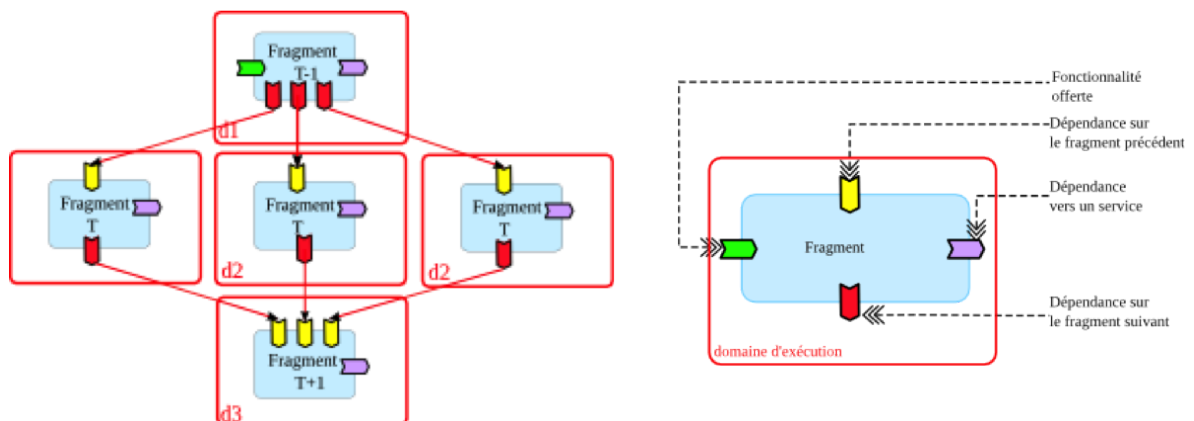 Fragment
T-1
d1
Fragment
T
Fragment
T
d2
Fragment
T
d2
Fragment
T+1
d3
Fonctionnalité
offerte
Dépendance sur
le fragment précédent
Dépendance
vers un service
Fragment
Dépendance sur
le fragment suivant
domaine d'exécution